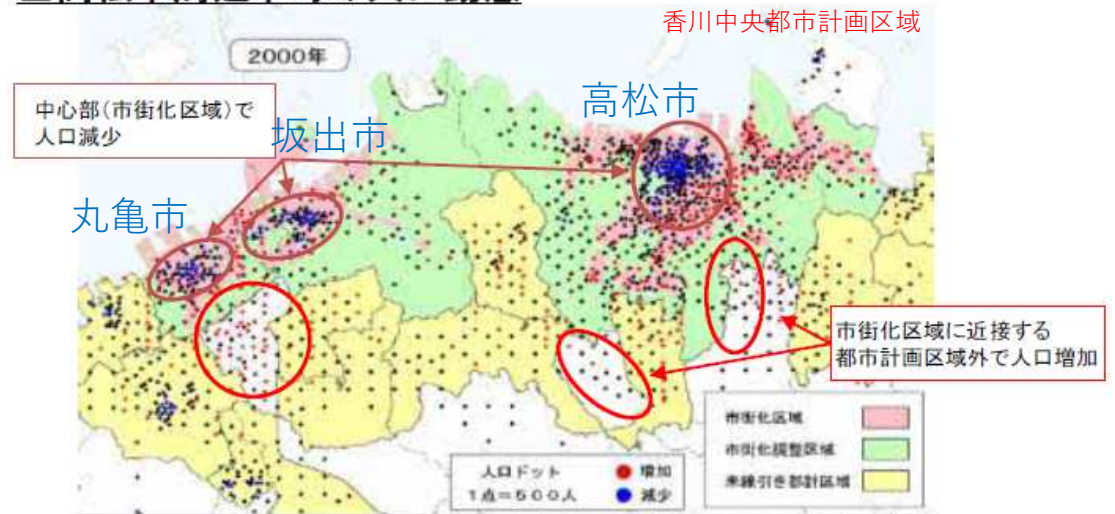 香川中央都市計画区域
2000年
中心部(市街化区域)で
人口減少
坂出市
高松市
丸亀市
市街化区域に近接する
都市計画区域外で人口増加
市街化区域
市街化調整区域
未線引き都計区域
人口ドット
1点=500人
増加
減少